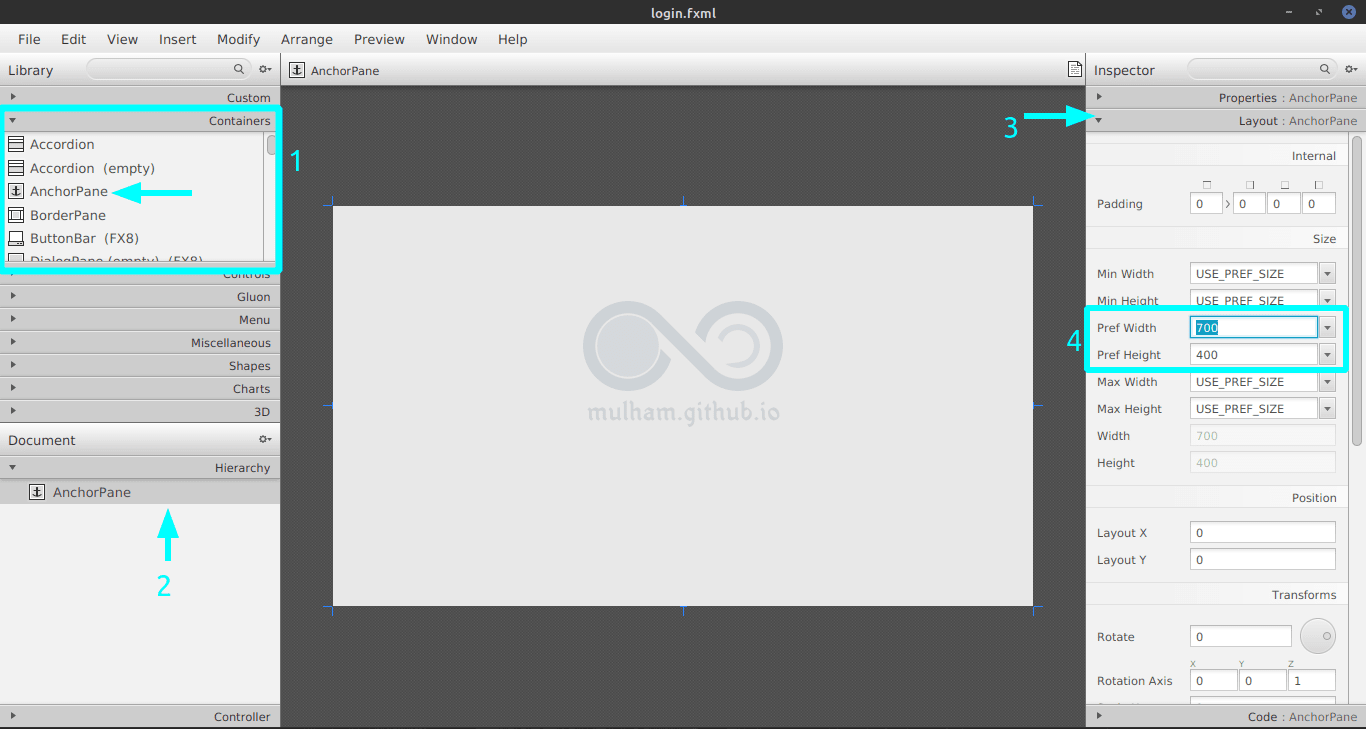 login.fxml
File Edit View Insert Modify Arrange Preview Window Help
Library
Custom
Containers
Accordion
Accordion (empty)
AnchorPane
BorderPane
ButtonBar (FX8)
DialogPane (empty) (FX8)
1
Controls
Gluon
Menu
Miscellaneous
Shapes
Charts
3D
Document
Hierarchy
AnchorPane
2
Controller
AnchorPane
mulham.github.io
Inspector
Properties : AnchorPane
3
Layout : AnchorPane
Internal
Padding 0 0 0 0
Size
Min Width USE_PREF_SIZE
Min Height USE_PREF_SIZE
4
Pref Width 700
Pref Height 400
Max Width USE_PREF_SIZE
Max Height USE_PREF_SIZE
Width 700
Height 400
Position
Layout X 0
Layout Y 0
Transforms
Rotate 0
X Y Z
Rotation Axis 0 0 1
Code : AnchorPane